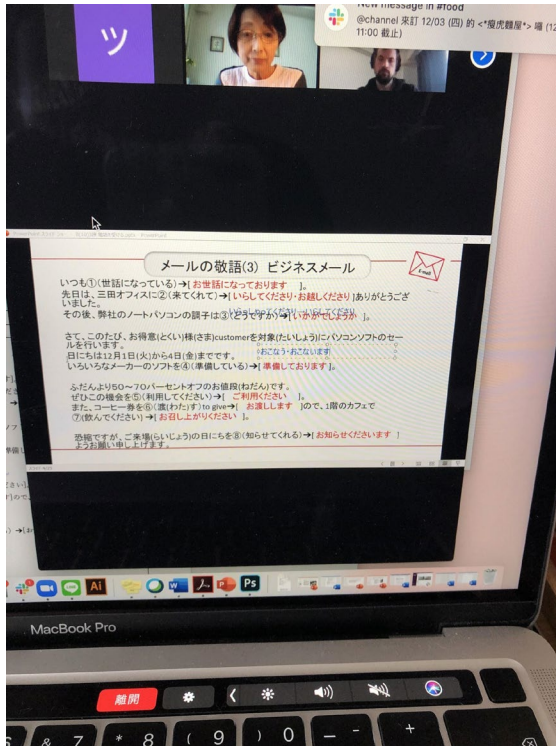 New message in #food
@channel 來訂 12/03 (四) 的 <*瘦虎麵屋*> 囉 (12
11:00 截止)
ツ
メールの敬語(3) ビジネスメール
E-mail
いつも①(世話になっている)→[ お世話になっております ]。
先日は、三田オフィスに②(来てくれて)→[ いらしてくださり・お越しくださり ]ありがとうござ
いました。
その後、弊社のノートパソコンの調子は③(どうですか)→[ いかがでしょうか ]。
さて、このたび、お得意(とくい)様(さま)customerを対象(たいしょう)にパソコンソフトのセー
ルを行います。
おこなう・おこないます
日にちは12月1日(火)から4日(金)までです。
いろいろなメーカーのソフトを④(準備している)→[ 準備しております ]。
ふだんより50～70パーセントオフのお値段(ねだん)です。
ぜひこの機会を⑤(利用してください)→[ ご利用ください ]。
また、コーヒー券を⑥(渡(わた)す)to give→[ お渡しします ]ので、1階のカフェで
⑦(飲んでください)→[ お召し上がりください ]。
恐縮ですが、ご来場(らいじょう)の日にちを⑧(知らせてくれる)→[ お知らせくださいます ]
ようお願い申し上げます。
LINE
Ai
W
P
Ps
MacBook Pro
離開
& 7
* 8
( 9
) 0